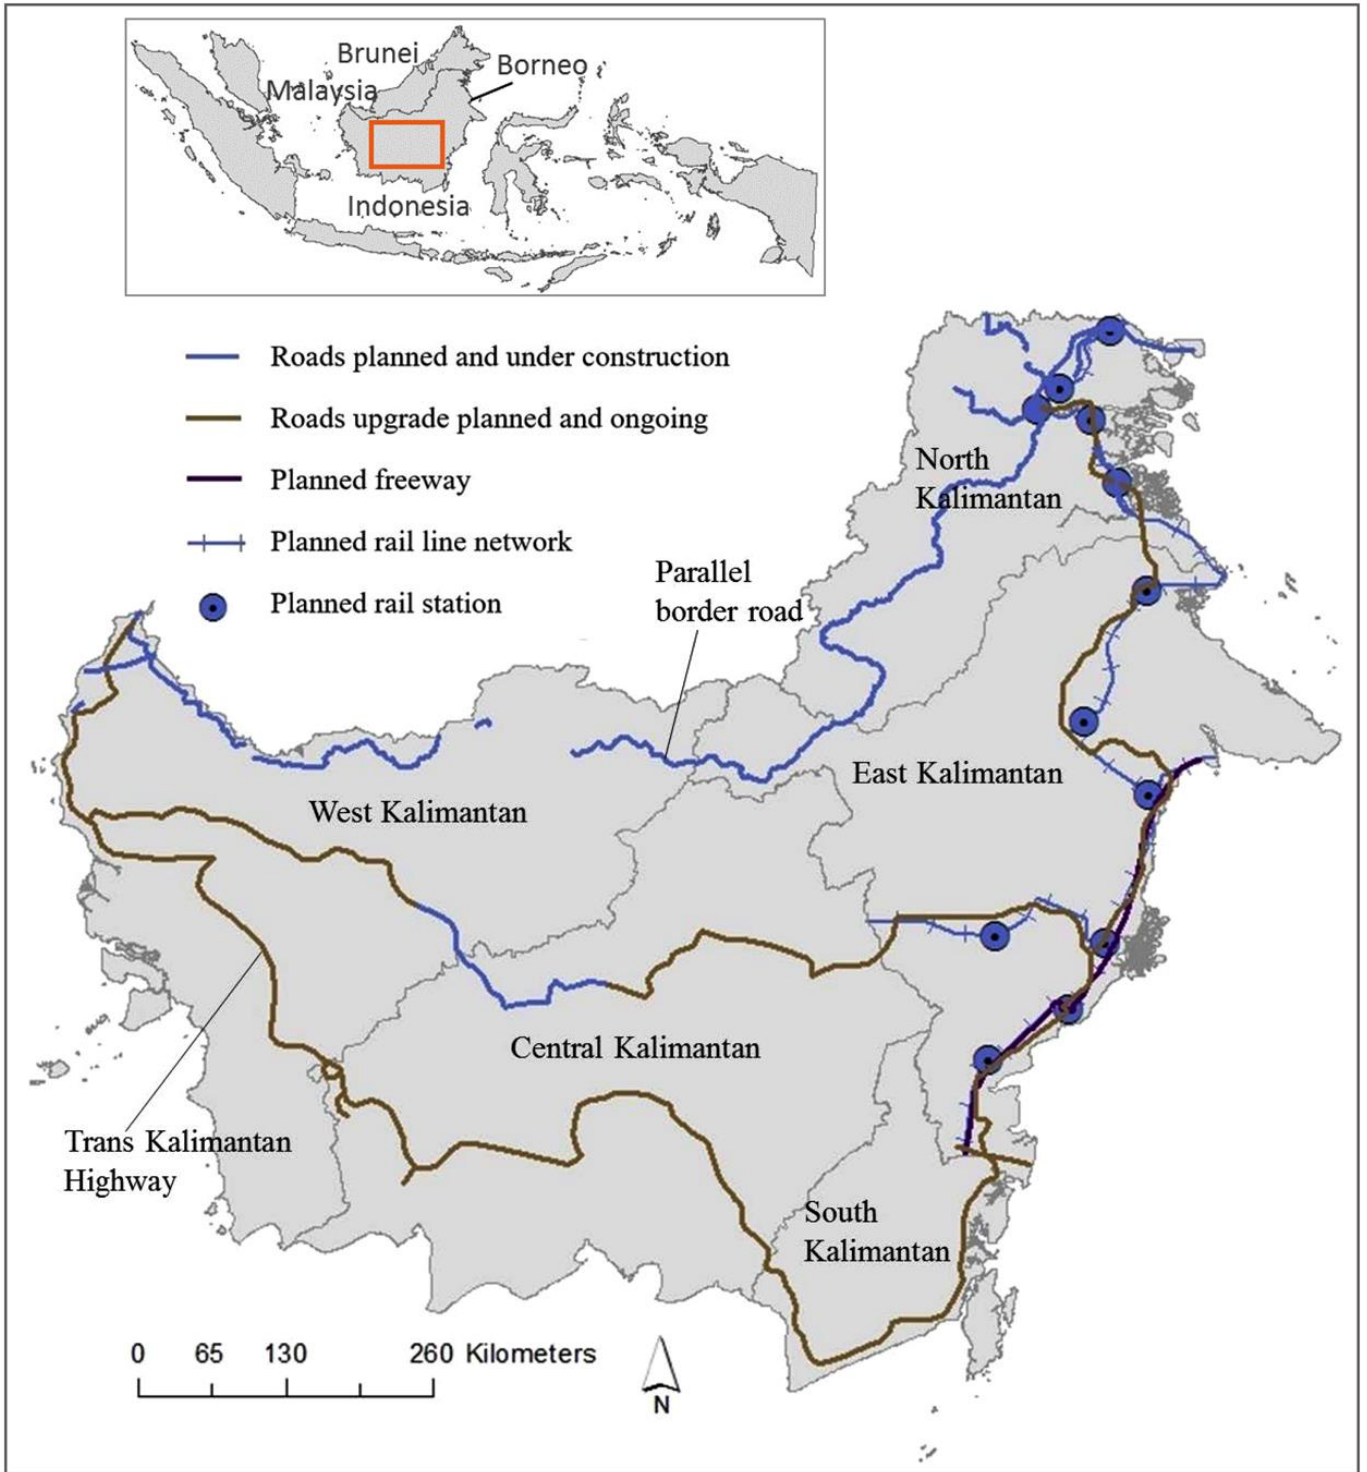 Brunei
Borneo
Malaysia
Indonesia
Roads planned and under construction
Roads upgrade planned and ongoing
Planned freeway
Planned rail line network
Planned rail station
North
Kalimantan
Parallel
border road
East Kalimantan
West Kalimantan
Central Kalimantan
Trans Kalimantan
Highway
South
Kalimantan
0 65 130 260 Kilometers
N